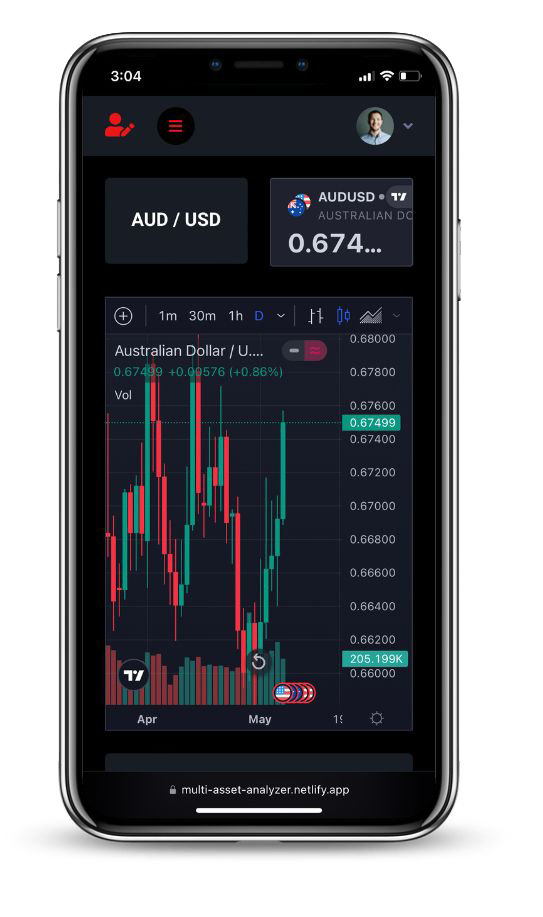 3:04
AUD / USD
AUDUSD •
AUSTRALIAN DO
0.674...
1m 30m 1h D
Australian Dollar / U....
0.67499 +0.00576 (+0.86%)
Vol
0.68000
0.67800
0.67600
0.67499
0.67400
0.67200
0.67000
0.66800
0.66600
0.66400
0.66200
205.199K
0.66000
Apr May
multi-asset-analyzer.netlify.app